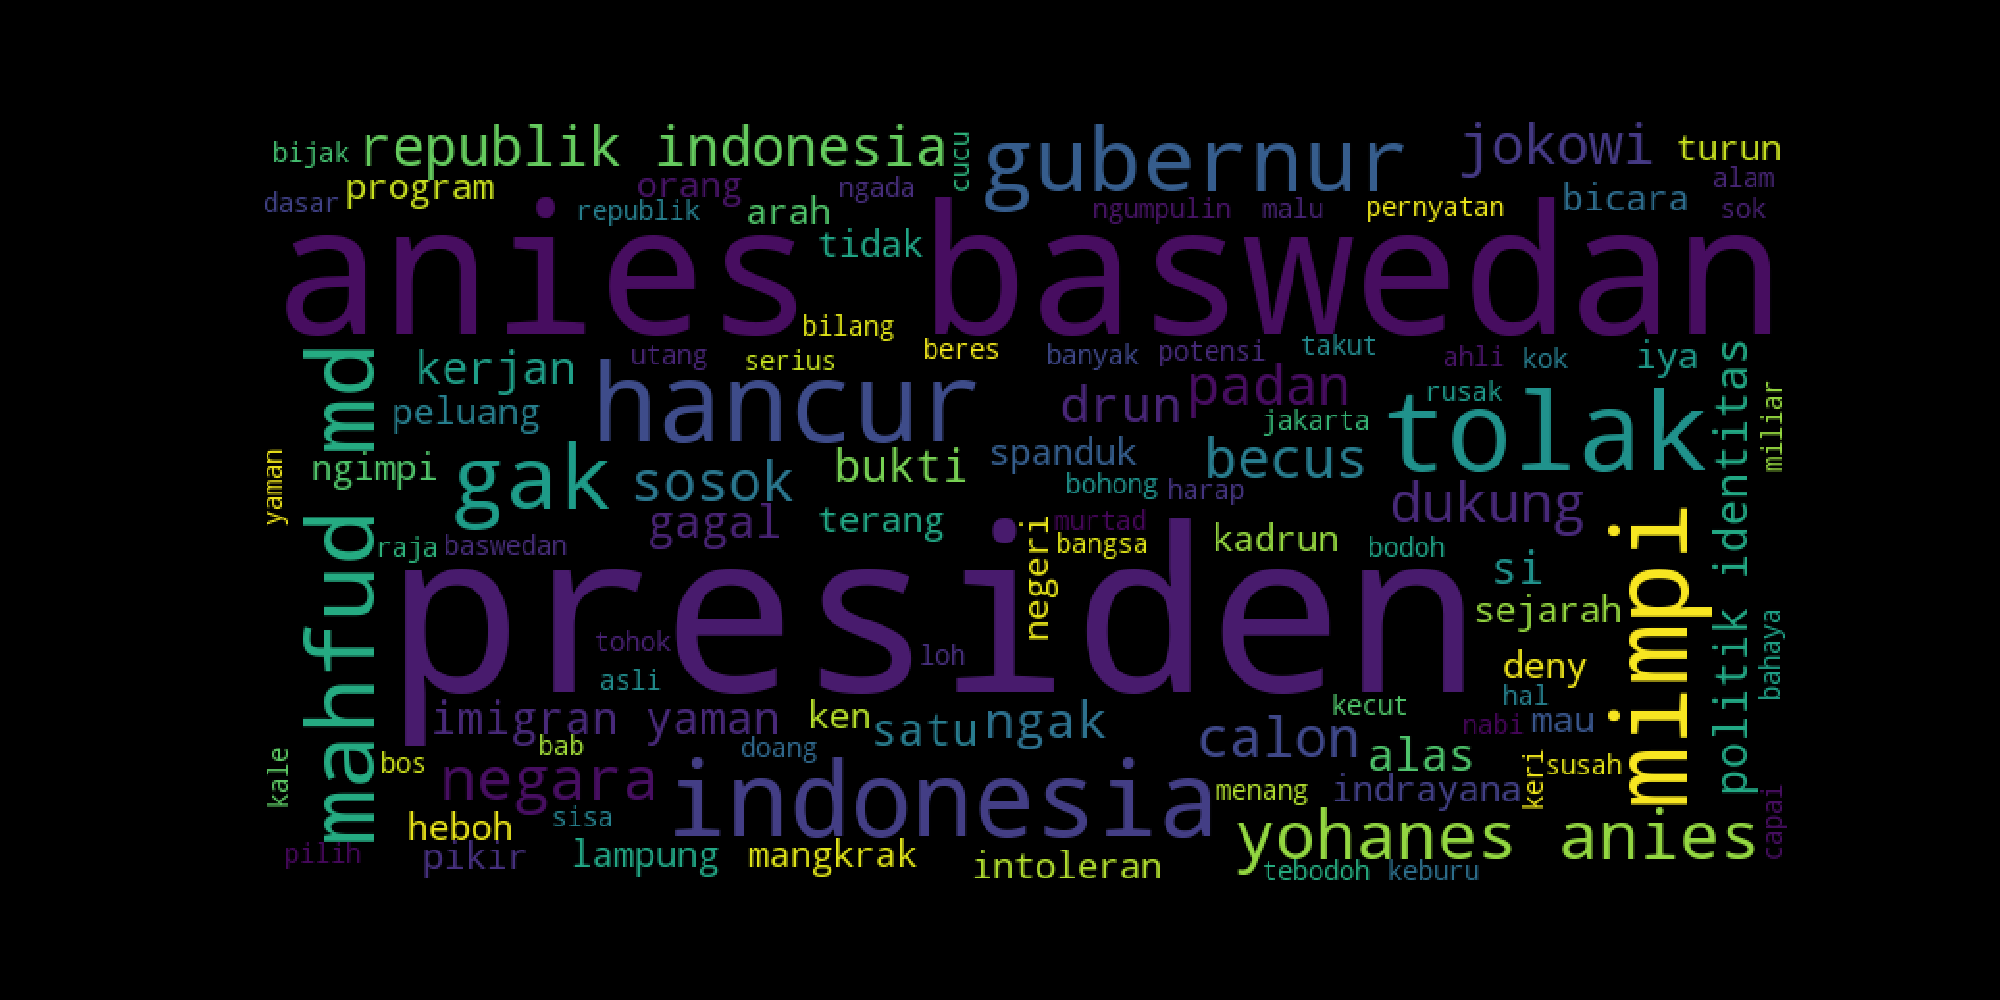 bijak
republik indonesia
cucu
gubernur
jokowi
turun
dasar
program
orang
ngada
republik
arah
ngumpulin
malu
pernyatan
bicara
alam
sok
tidak
anies baswedan
bilang
beres
kerjan
utang
serius
banyak
potensi
takut
ahli
kok
iya
hancur
peluang
drun
padan
rusak
jakarta
tolak
politik identitas
miliar
mahfud md
yaman
ngimpi
gak
sosok
bukti
spanduk
becus
bohong
harap
dukung
gagal
terang
negeri
murtad
bangsa
kadrun
bodoh
mimpi
raja
baswedan
si
presiden
sejarah
tohok
loh
asli
deny
hal
bahaya
imigran yaman
ken
satu
ngak
kecut
nabi
mau
calon
bab
doang
alas
kale
bos
negara
indonesia
menang
indrayana
keri
susah
capai
heboh
sisa
yohanes anies
pilih
pikir
lampung
mangkrak
intoleran
tebodoh
keburu